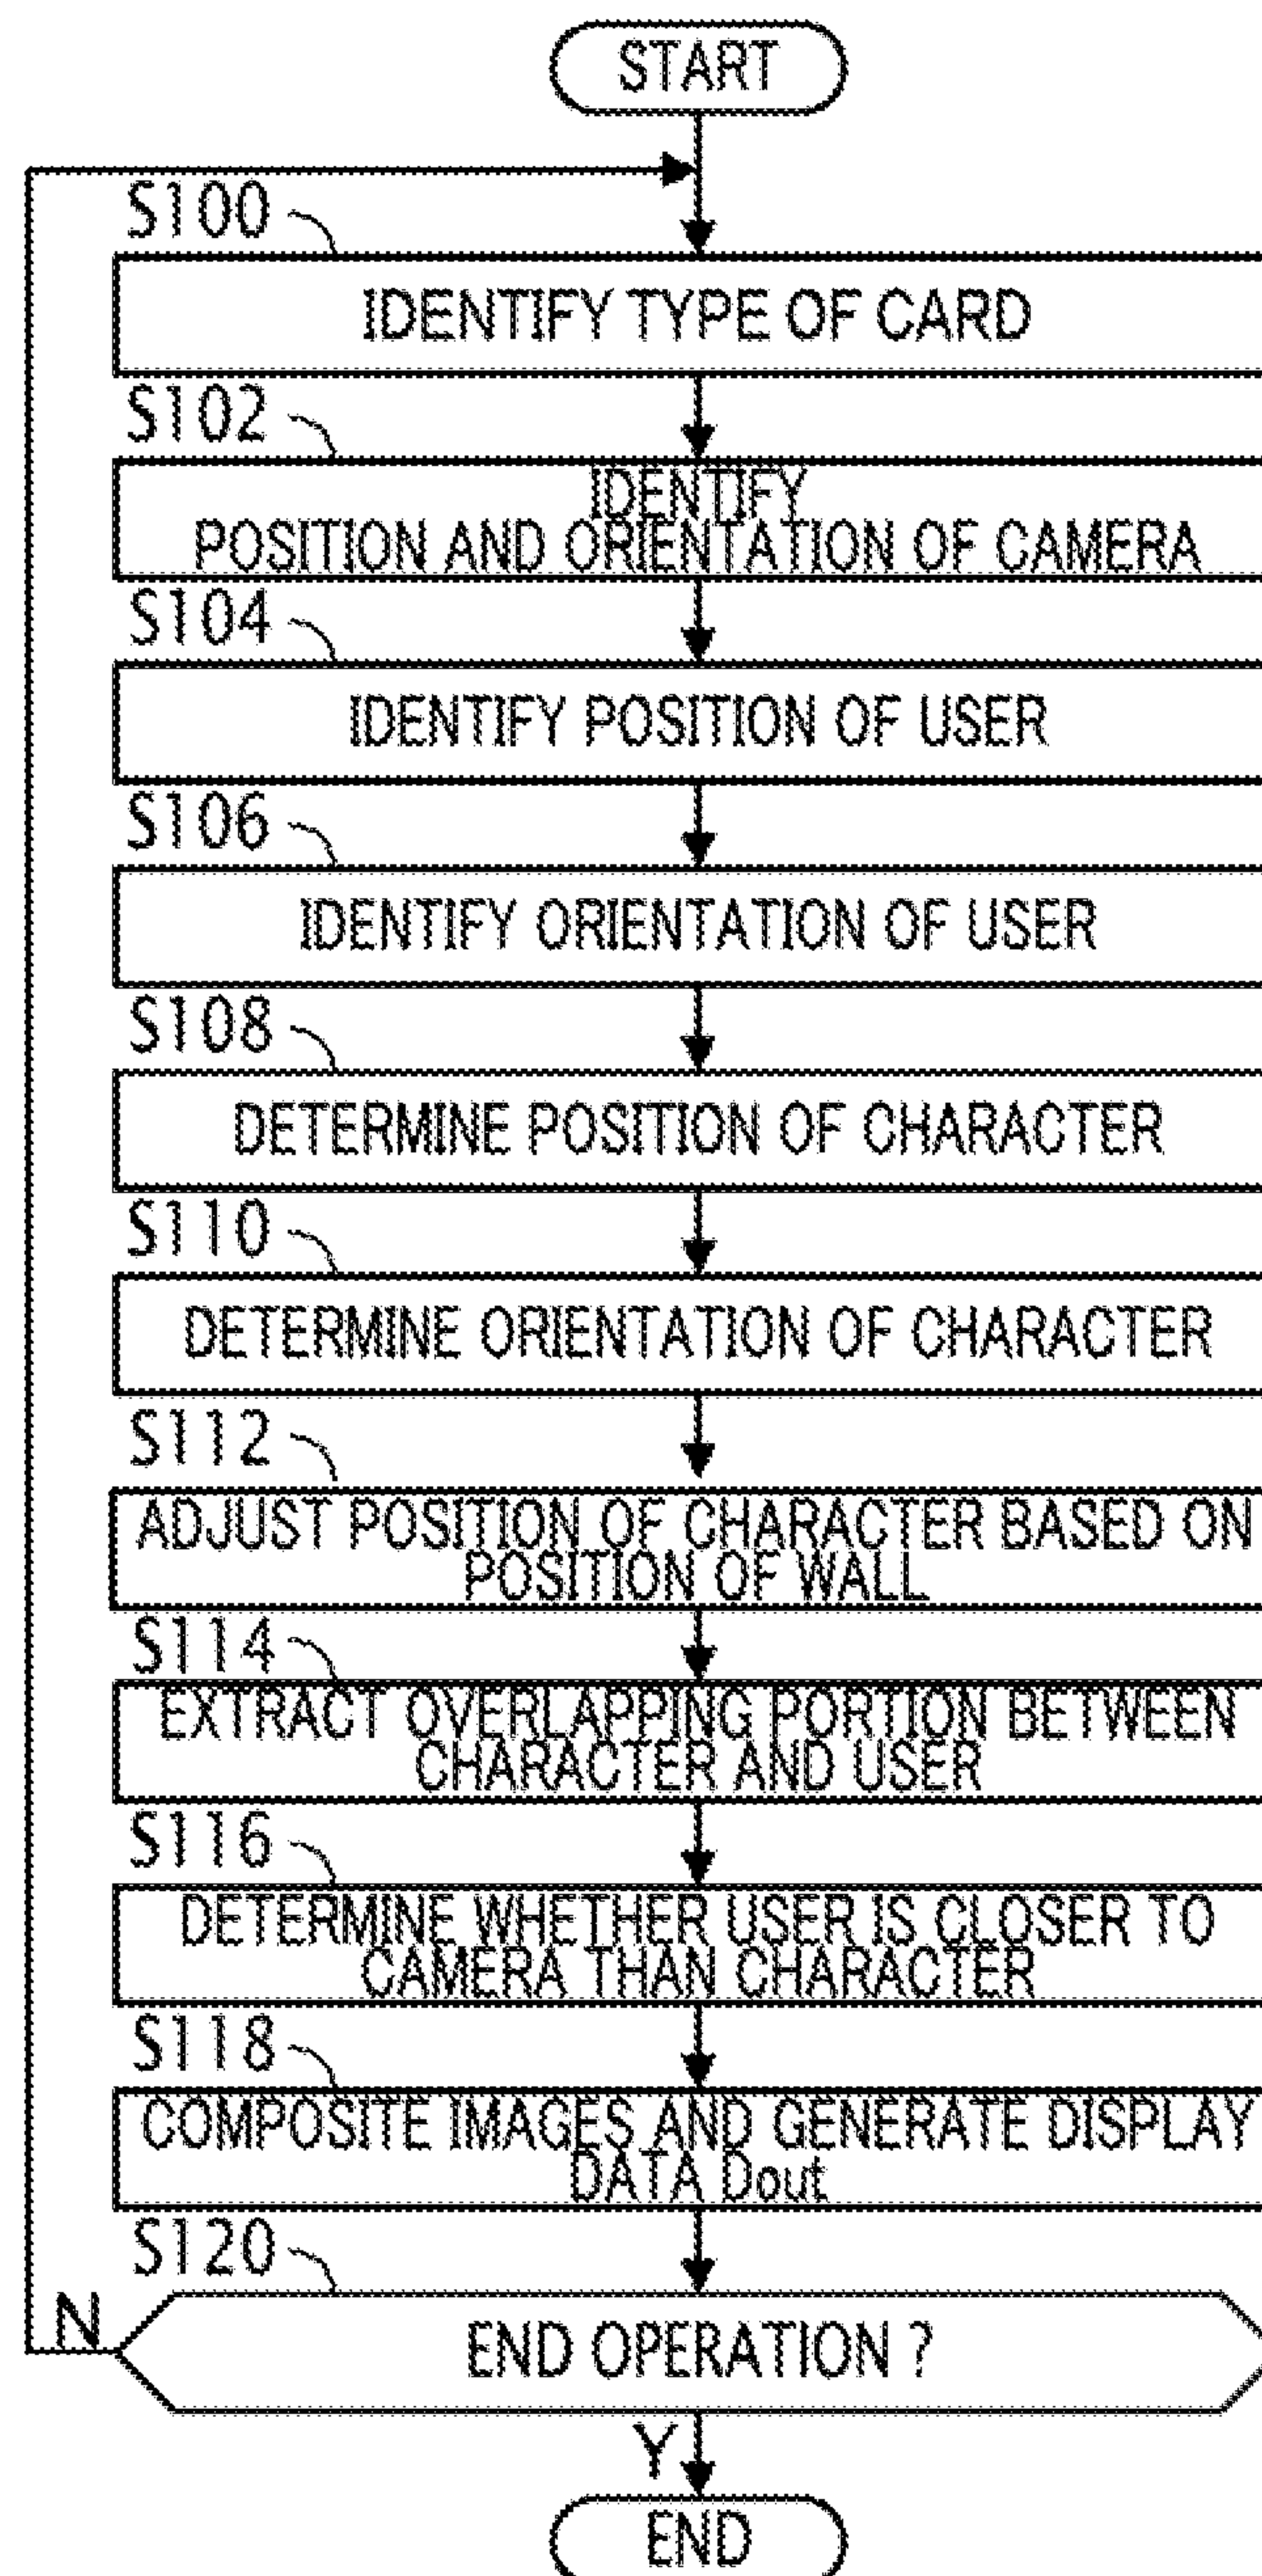 START
S100
IDENTIFY TYPE OF CARD
S102
IDENTIFY
POSITION AND ORIENTATION OF CAMERA
S104
IDENTIFY POSITION OF USER
S106
IDENTIFY ORIENTATION OF USER
S108
DETERMINE POSITION OF CHARACTER
S110
DETERMINE ORIENTATION OF CHARACTER
S112
ADJUST POSITION OF CHARACTER BASED ON
POSITION OF WALL
S114
EXTRACT OVERLAPPING PORTION BETWEEN
CHARACTER AND USER
S116
DETERMINE WHETHER USER IS CLOSER TO
CAMERA THAN CHARACTER
S118
COMPOSITE IMAGES AND GENERATE DISPLAY
DATA Dout
S120
N
END OPERATION ?
Y
END